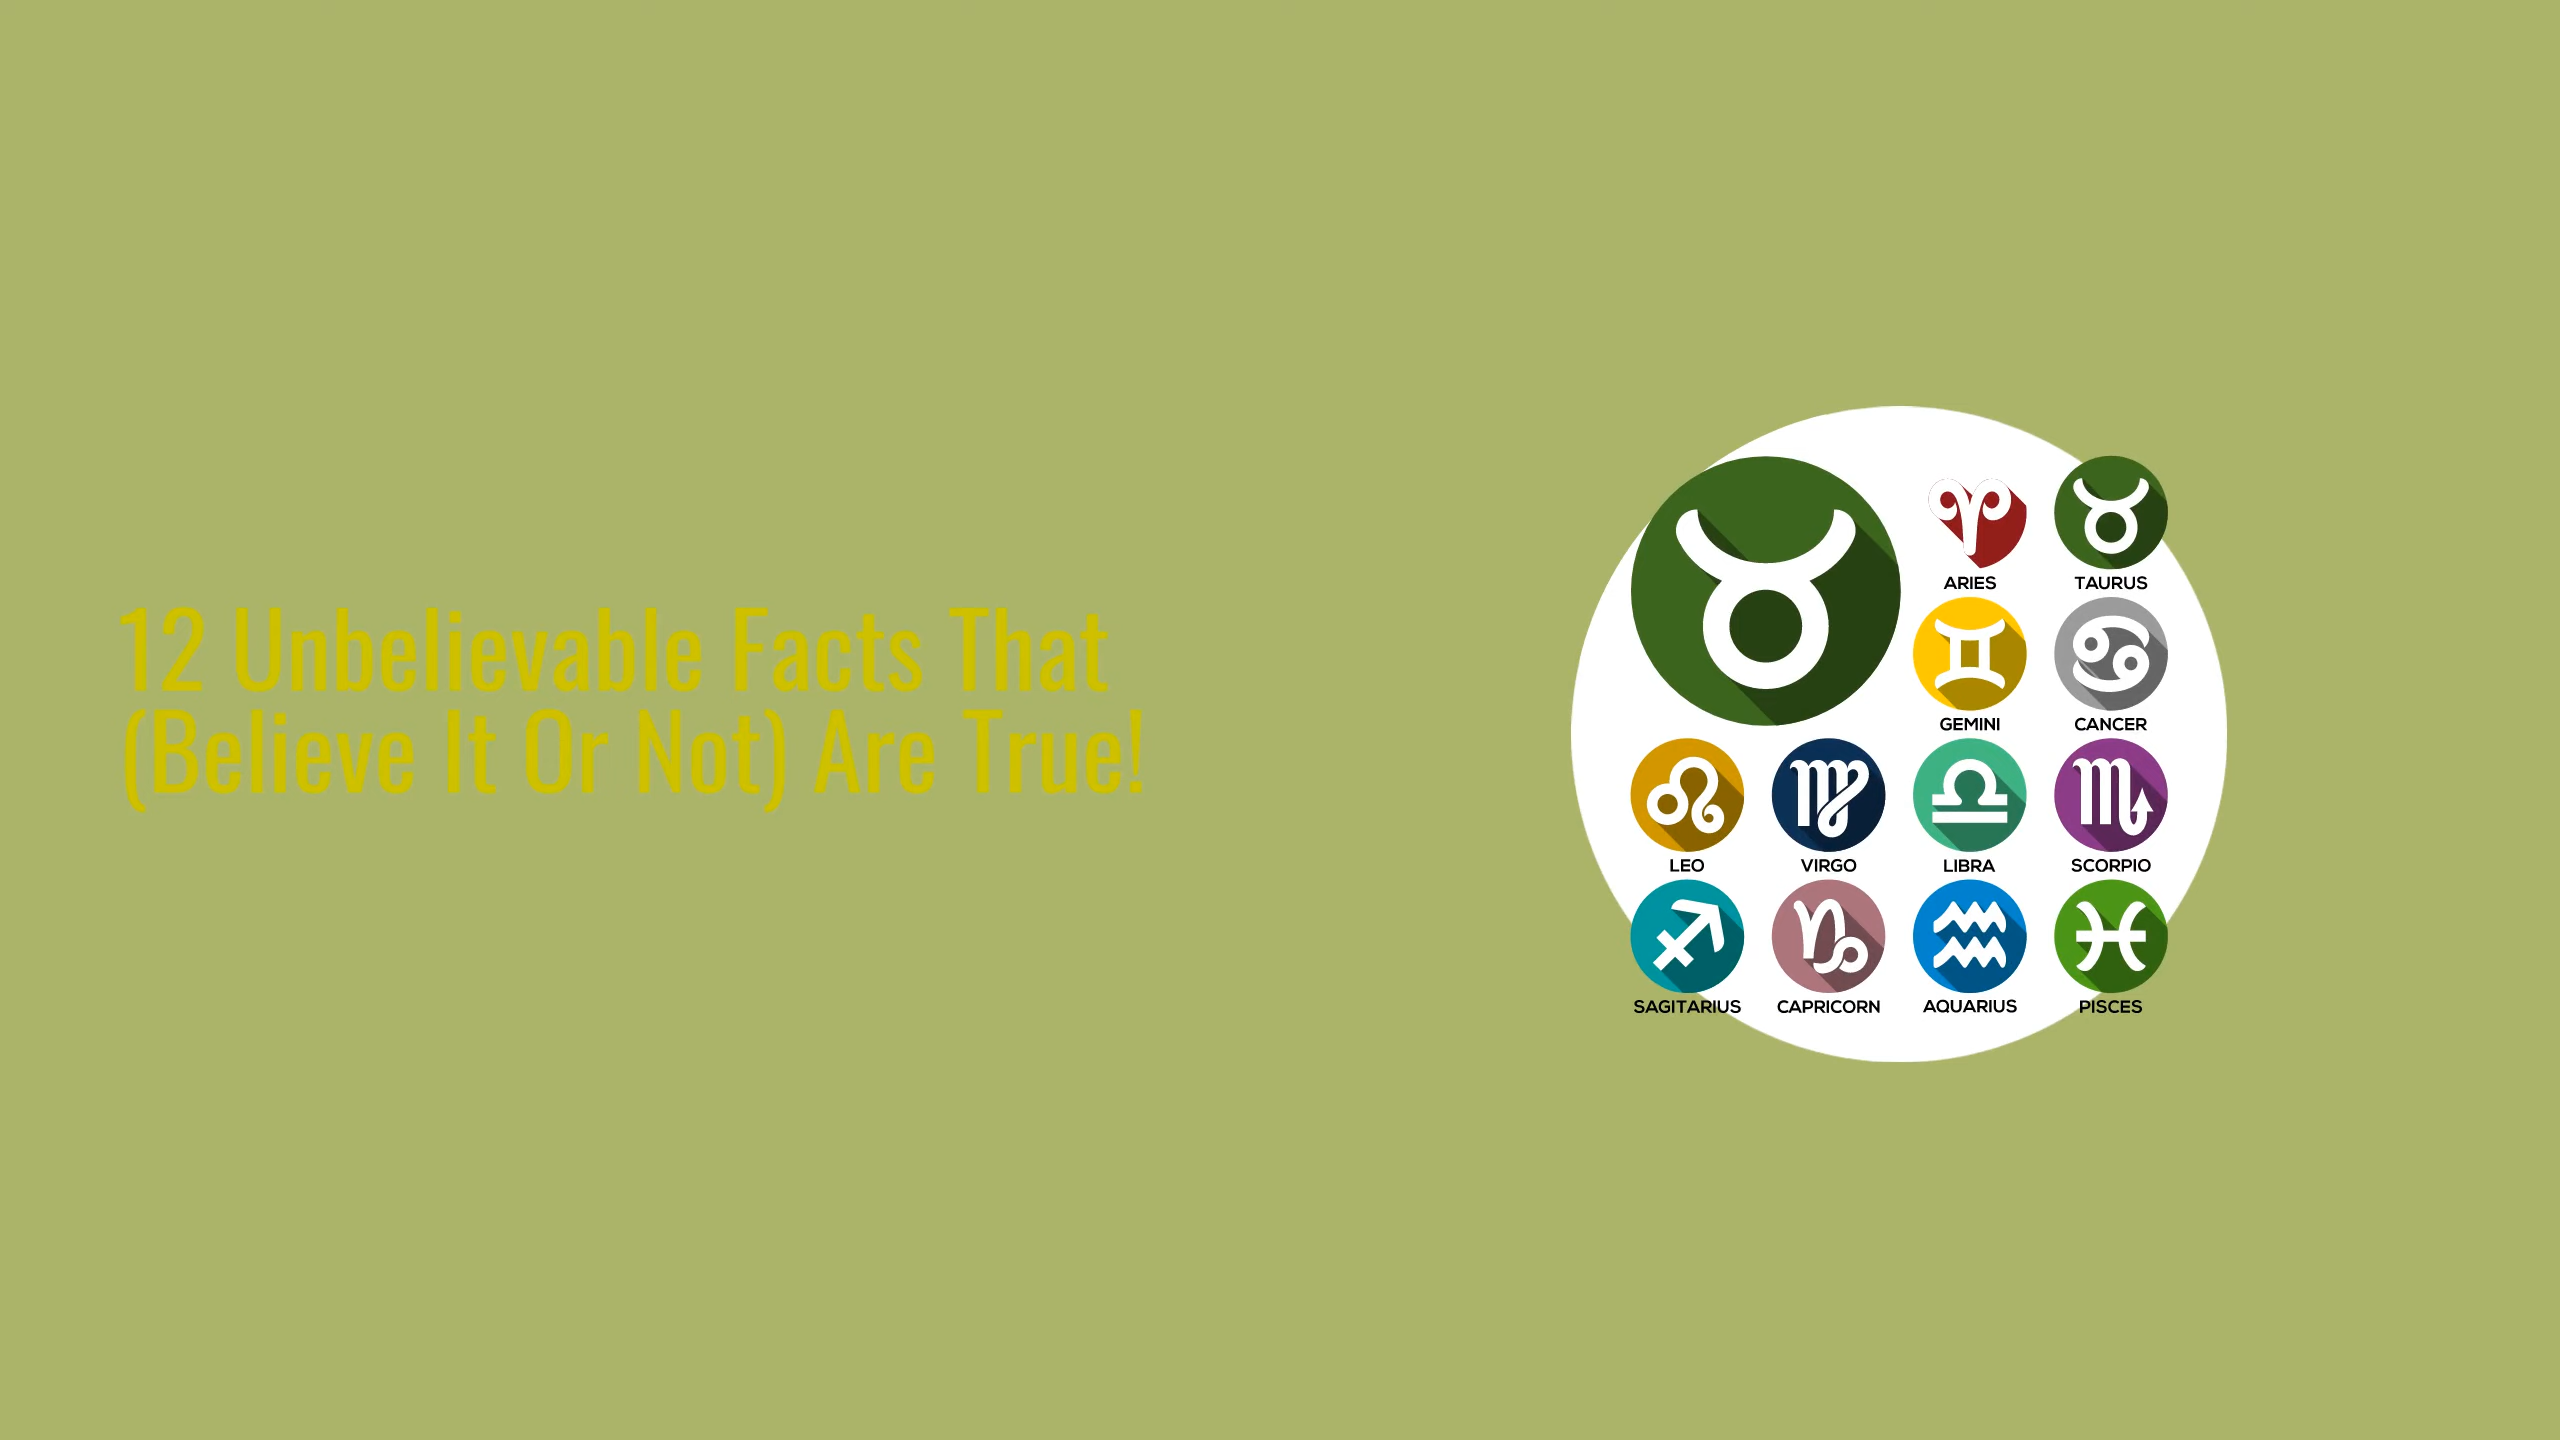 12 Unbelievable Facts That
(Believe It Or Not) Are True!
ARIES
TAURUS
GEMINI
CANCER
LEO
VIRGO
LIBRA
SCORPIO
SAGITARIUS
CAPRICORN
AQUARIUS
PISCES